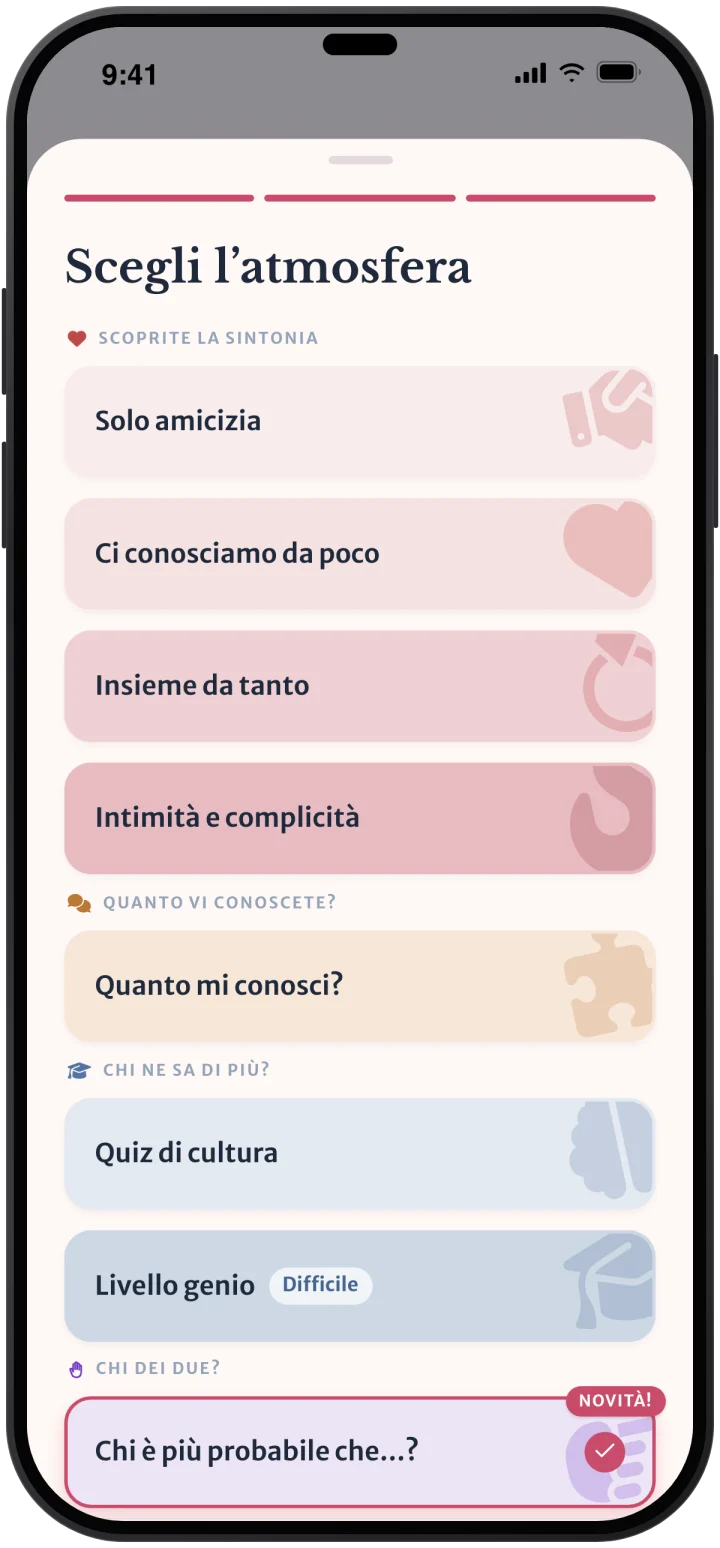 9:41
Scegli l’atmosfera
SCOPRITE LA SINTONIA
Solo amicizia
Ci conosciamo da poco
Insieme da tanto
Intimità e complicità
QUANTO VI CONOSCETE?
Quanto mi conosci?
CHI NE SA DI PIÙ?
Quiz di cultura
Livello genio Difficile
CHI DEI DUE?
NOVITÀ!
Chi è più probabile che...?